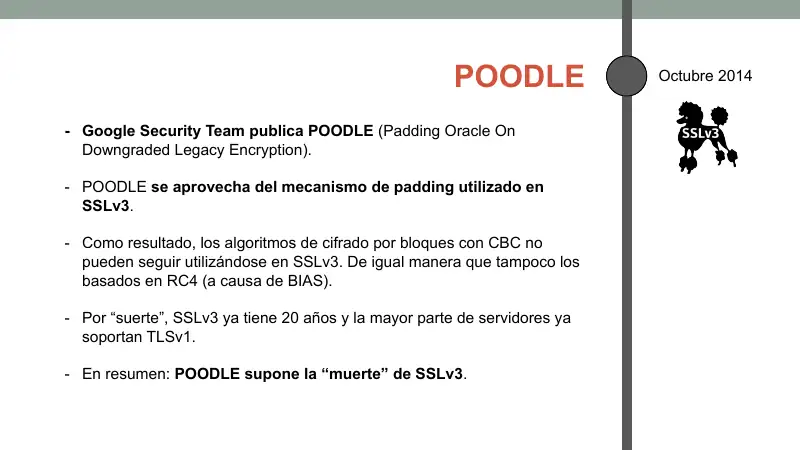 POODLE
Octubre 2014
SSLv3
- Google Security Team publica POODLE (Padding Oracle On
Downgraded Legacy Encryption).
- POODLE se aprovecha del mecanismo de padding utilizado en
SSLv3.
- Como resultado, los algoritmos de cifrado por bloques con CBC no
pueden seguir utilizándose en SSLv3. De igual manera que tampoco los
basados en RC4 (a causa de BIAS).
- Por “suerte”, SSLv3 ya tiene 20 años y la mayor parte de servidores ya
soportan TLSv1.
- En resumen: POODLE supone la “muerte” de SSLv3.